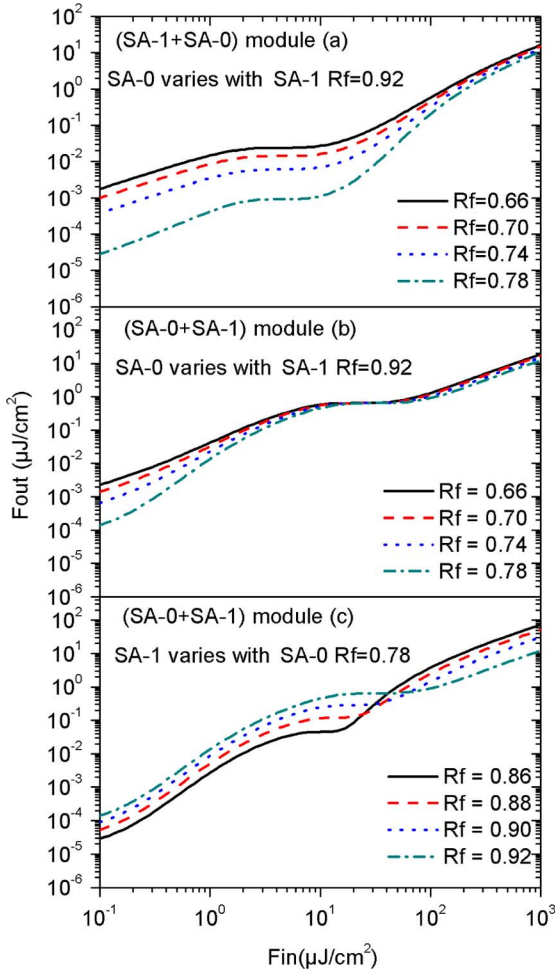 10²
10¹
10⁰
10⁻¹
10⁻²
10⁻³
10⁻⁴
10⁻⁵
10⁻⁶
(SA-1+SA-0) module (a)
SA-0 varies with SA-1 Rf=0.92
Rf=0.66
Rf=0.70
Rf=0.74
Rf=0.78
10²
10¹
10⁰
10⁻¹
10⁻²
10⁻³
10⁻⁴
10⁻⁵
10⁻⁶
(SA-0+SA-1) module (b)
SA-0 varies with SA-1 Rf=0.92
Rf = 0.66
Rf = 0.70
Rf = 0.74
Rf = 0.78
Fout (µJ/cm²)
10²
10¹
10⁰
10⁻¹
10⁻²
10⁻³
10⁻⁴
10⁻⁵
10⁻⁶
(SA-0+SA-1) module (c)
SA-1 varies with SA-0 Rf=0.78
Rf = 0.86
Rf = 0.88
Rf = 0.90
Rf = 0.92
10⁻¹ 10⁰ 10¹ 10² 10³
Fin(µJ/cm²)